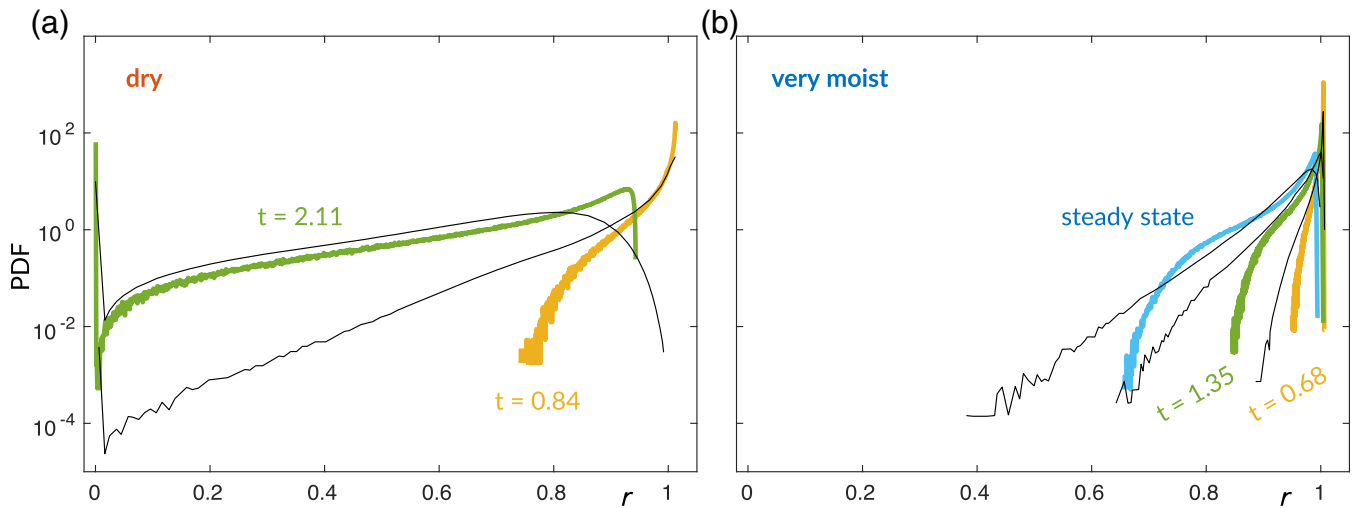 (a)
(b)
dry
very moist
10^2
10^0
10^-2
10^-4
PDF
t = 2.11
t = 0.84
steady state
t = 1.35
t = 0.68
0 0.2 0.4 0.6 0.8 r 1
0 0.2 0.4 0.6 0.8 r 1